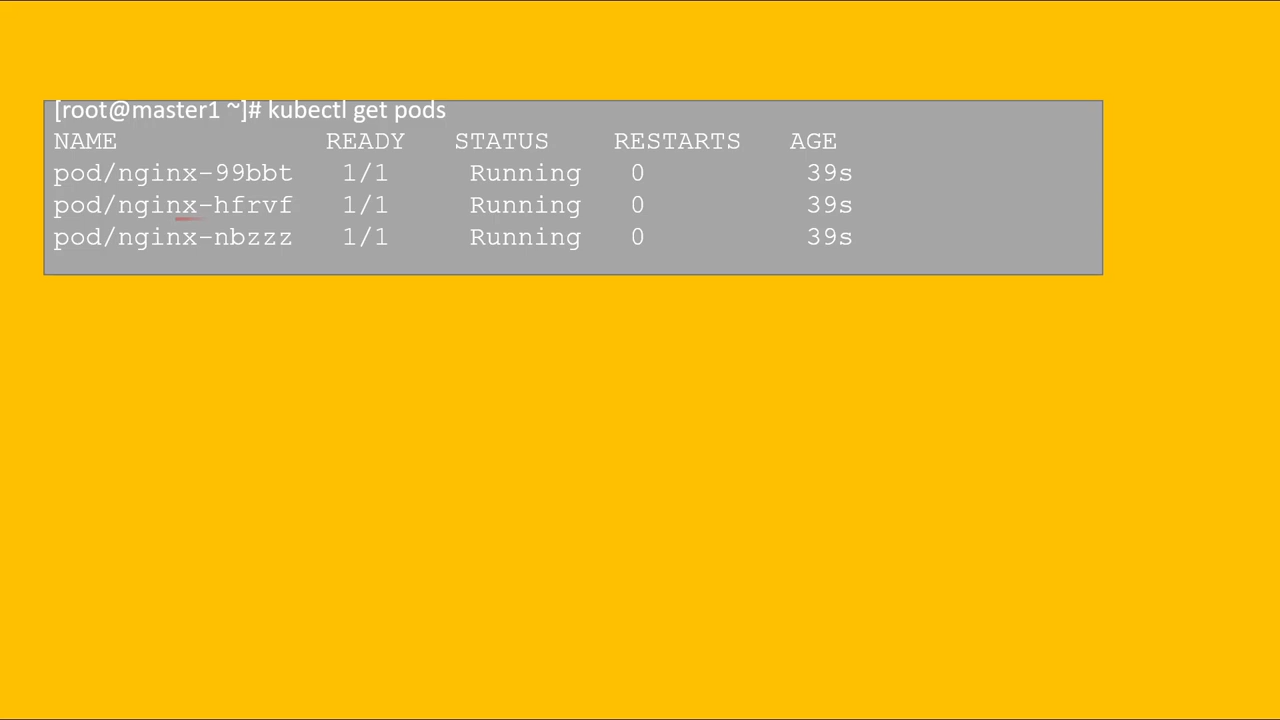 [root@master1 ~]# kubectl get pods
NAME READY STATUS RESTARTS AGE
pod/nginx-99bbt 1/1 Running 0 39s
pod/nginx-hfrvf 1/1 Running 0 39s
pod/nginx-nbzzz 1/1 Running 0 39s